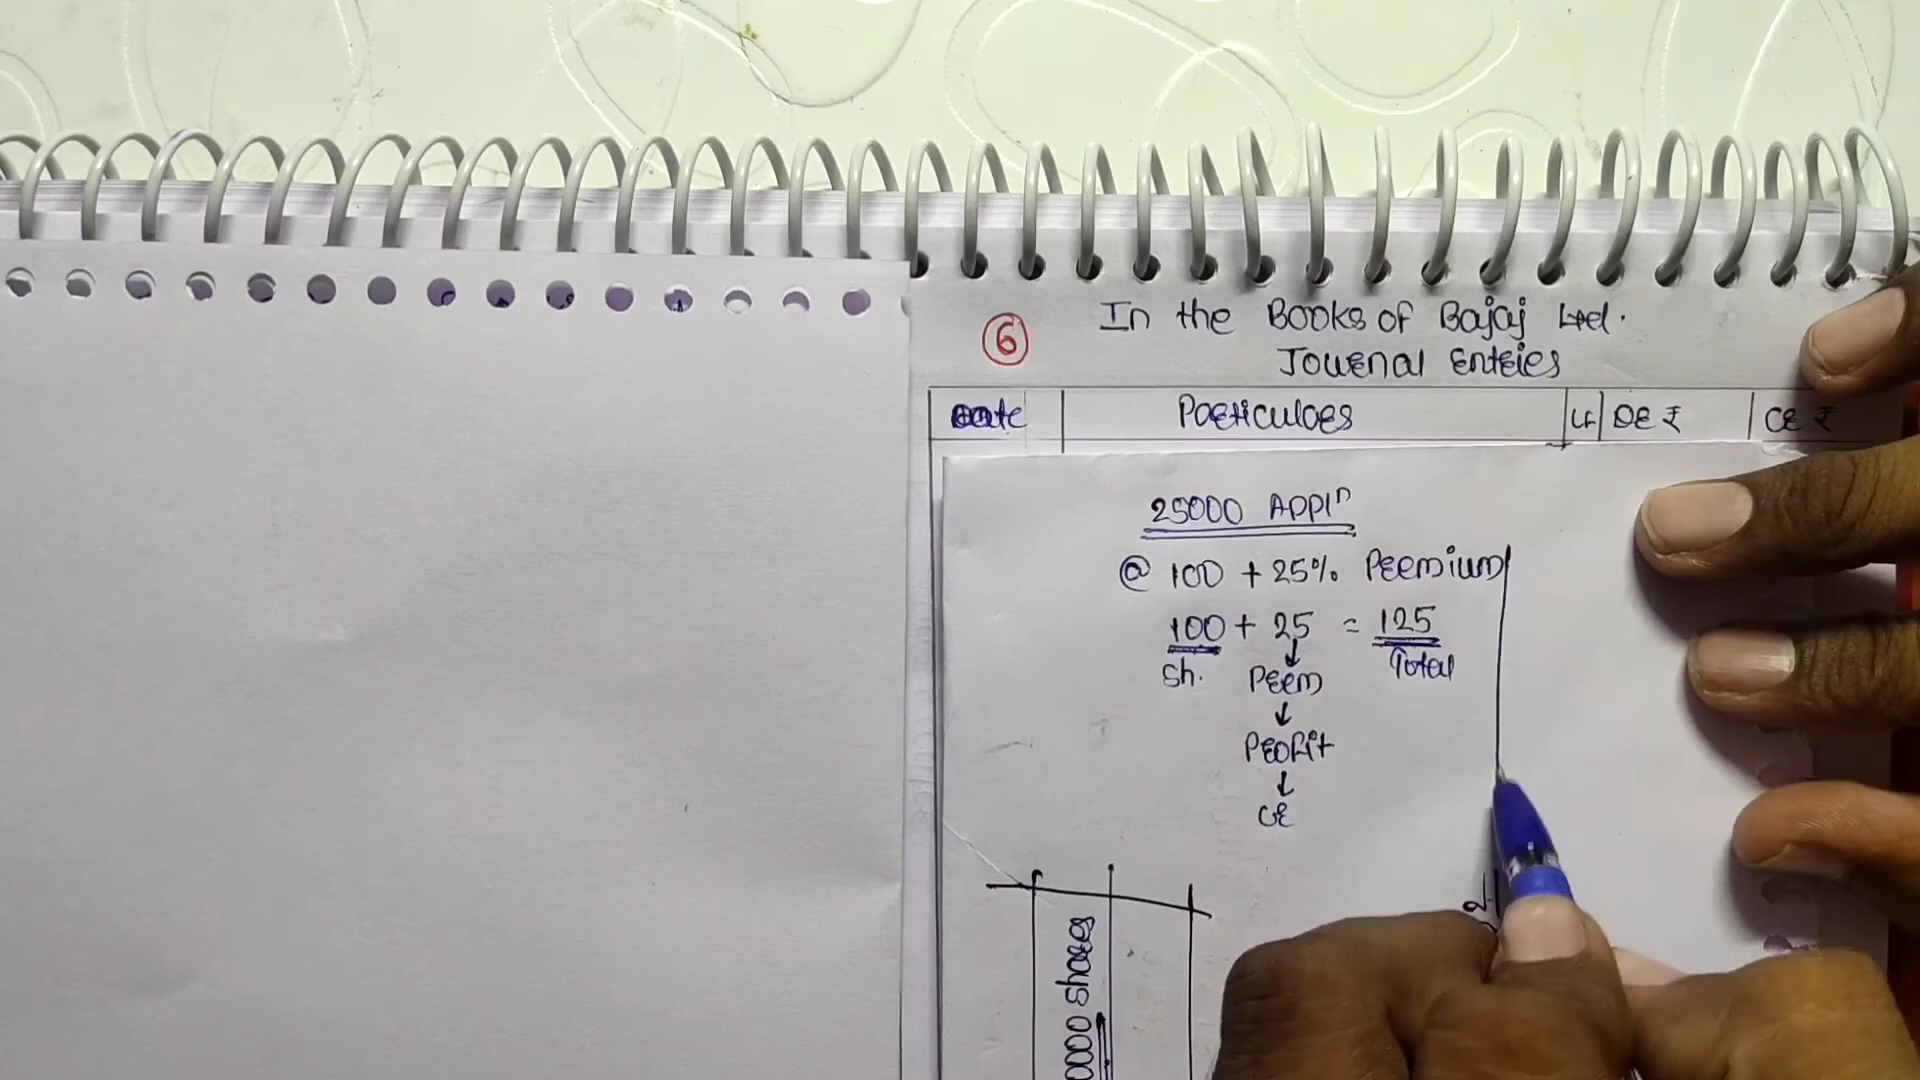 6
In the Books of Bajaj Ltd.
Journal Entries
Date Particulars LF Dr ₹ Cr ₹
25000 Appln
@ 100 + 25% Premium
100 + 25 = 125
Sh. Prem Total
↓
Profit
↓
Cr
000 shares